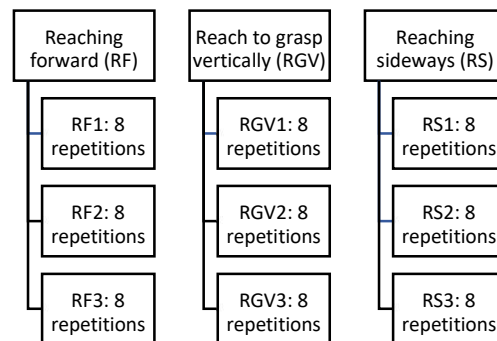 Reaching
forward (RF)
RF1: 8
repetitions
RF2: 8
repetitions
RF3: 8
repetitions
Reach to grasp
vertically (RGV)
RGV1: 8
repetitions
RGV2: 8
repetitions
RGV3: 8
repetitions
Reaching
sideways (RS)
RS1: 8
repetitions
RS2: 8
repetitions
RS3: 8
repetitions